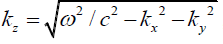 k_z = √(ω² / c² − k_x² − k_y²)